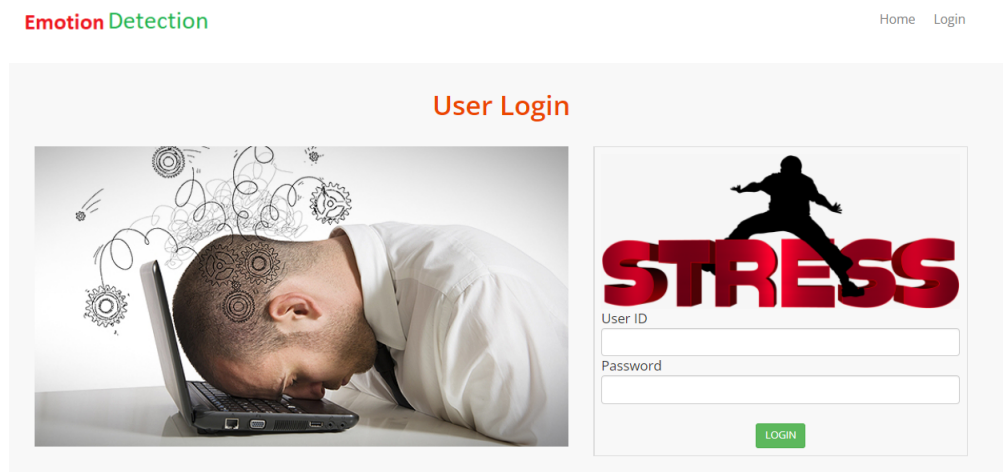 Emotion Detection
Home Login
User Login
STRESS
User ID
Password
LOGIN